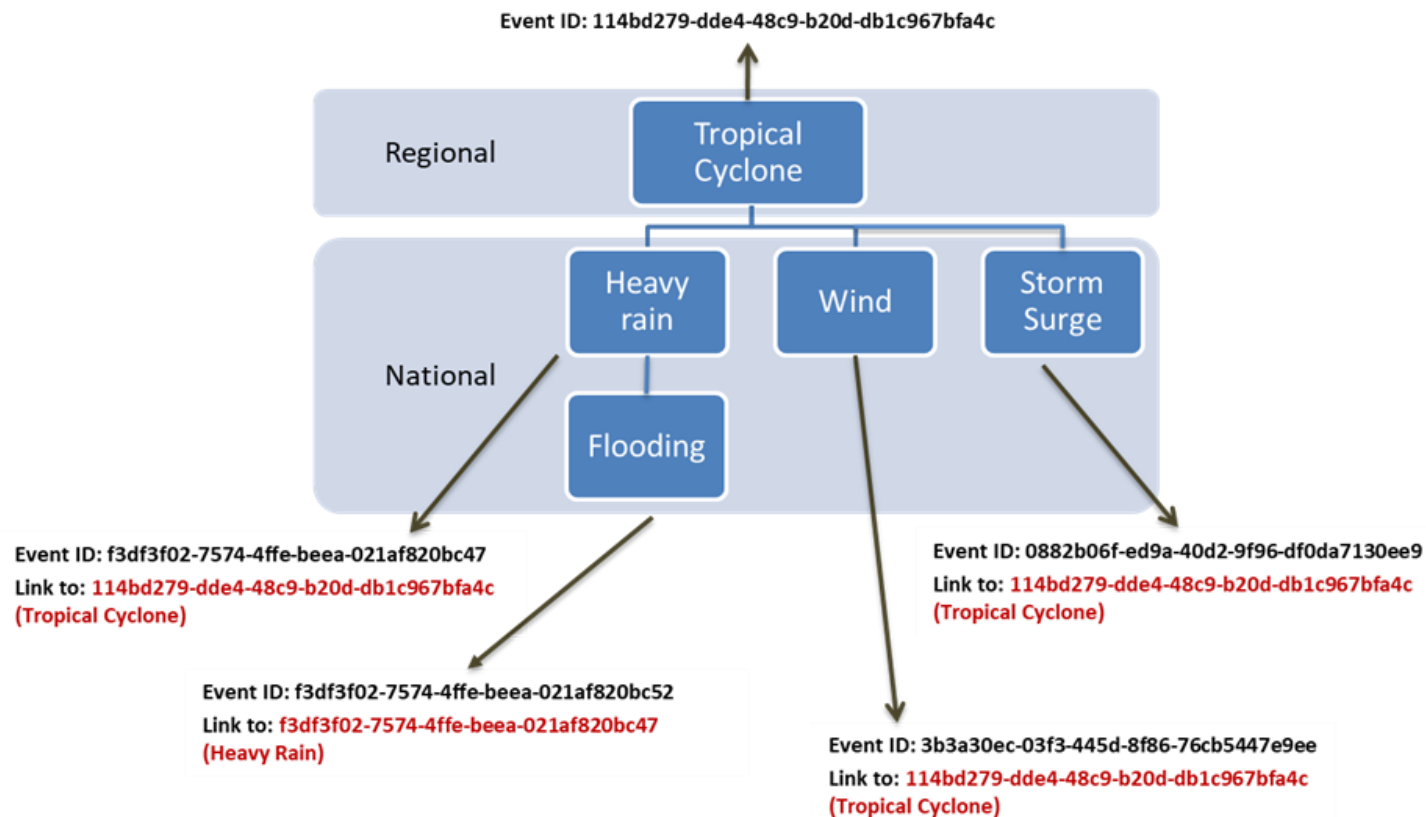 Event ID: 114bd279-dde4-48c9-b20d-db1c967bfa4c
Regional
Tropical
Cyclone
National
Heavy
rain
Wind
Storm
Surge
Flooding
Event ID: f3df3f02-7574-4ffe-beea-021af820bc47
Link to: 114bd279-dde4-48c9-b20d-db1c967bfa4c
(Tropical Cyclone)
Event ID: 0882b06f-ed9a-40d2-9f96-df0da7130ee9
Link to: 114bd279-dde4-48c9-b20d-db1c967bfa4c
(Tropical Cyclone)
Event ID: f3df3f02-7574-4ffe-beea-021af820bc52
Link to: f3df3f02-7574-4ffe-beea-021af820bc47
(Heavy Rain)
Event ID: 3b3a30ec-03f3-445d-8f86-76cb5447e9ee
Link to: 114bd279-dde4-48c9-b20d-db1c967bfa4c
(Tropical Cyclone)